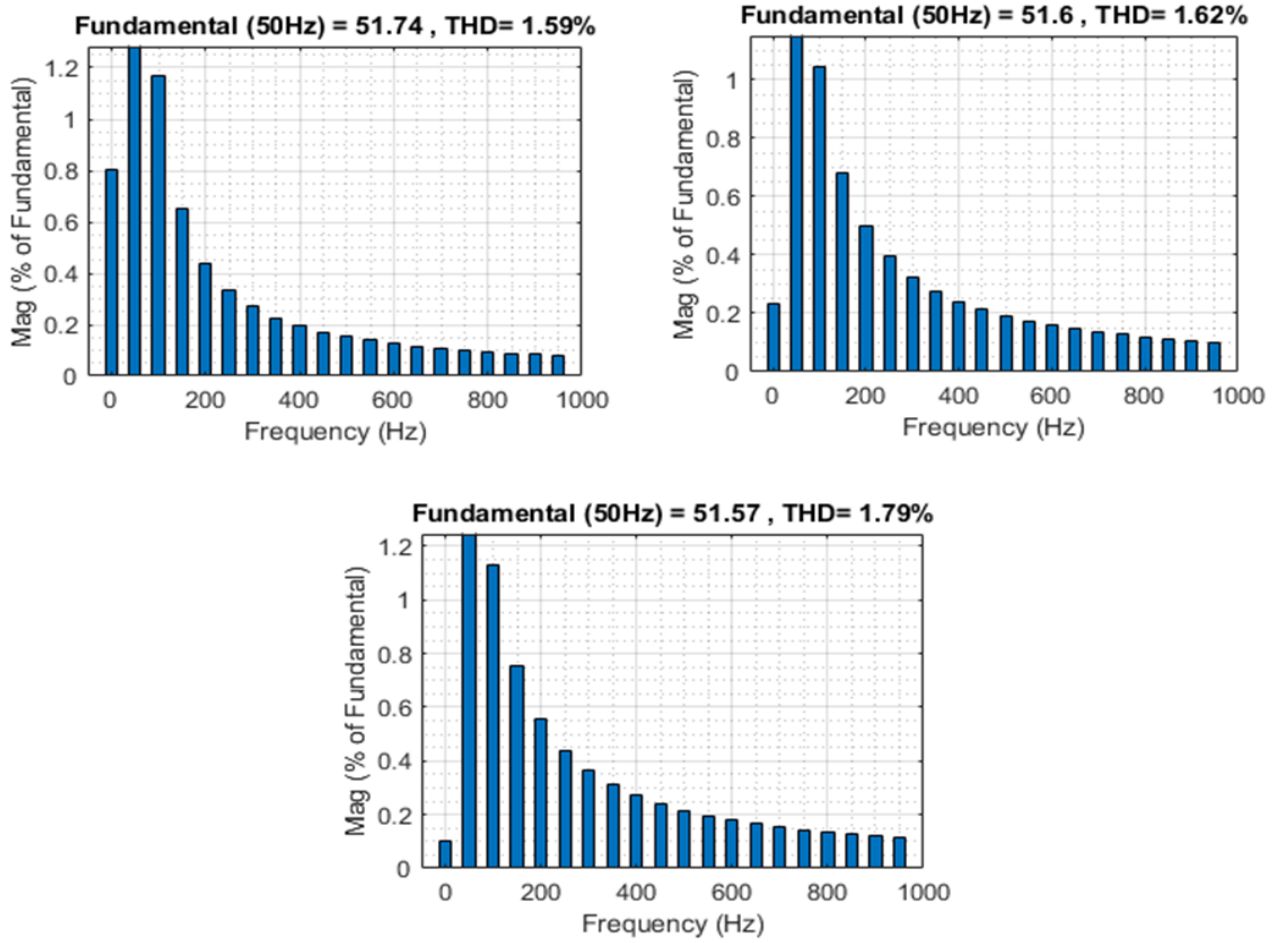 Fundamental (50Hz) = 51.74 , THD= 1.59%
Mag (% of Fundamental)
1.2
1
0.8
0.6
0.4
0.2
0
0 200 400 600 800 1000
Frequency (Hz)
Fundamental (50Hz) = 51.6 , THD= 1.62%
Mag (% of Fundamental)
1
0.8
0.6
0.4
0.2
0
0 200 400 600 800 1000
Frequency (Hz)
Fundamental (50Hz) = 51.57 , THD= 1.79%
Mag (% of Fundamental)
1.2
1
0.8
0.6
0.4
0.2
0
0 200 400 600 800 1000
Frequency (Hz)